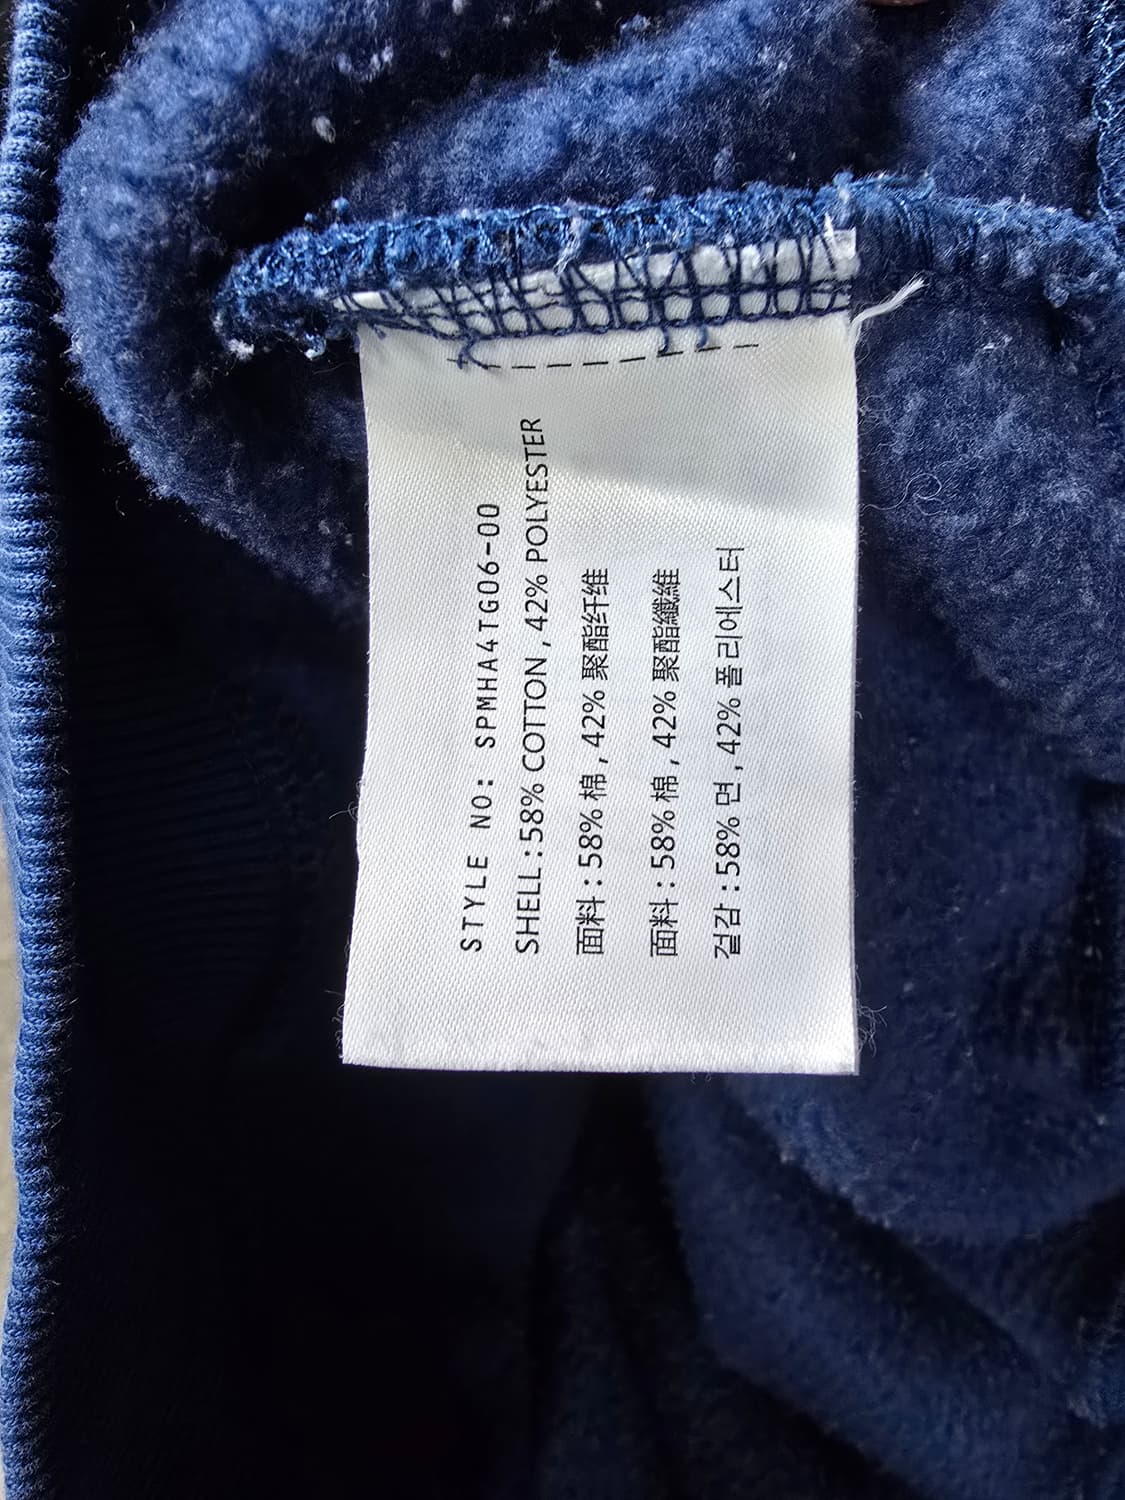 STYLE NO: SPMHA4TG06-00
SHELL : 58% COTTON , 42% POLYESTER
面料 : 58% 棉 , 42% 聚酯纤维
面料 : 58% 棉 , 42% 聚酯纖維
겉감 : 58% 면 , 42% 폴리에스터